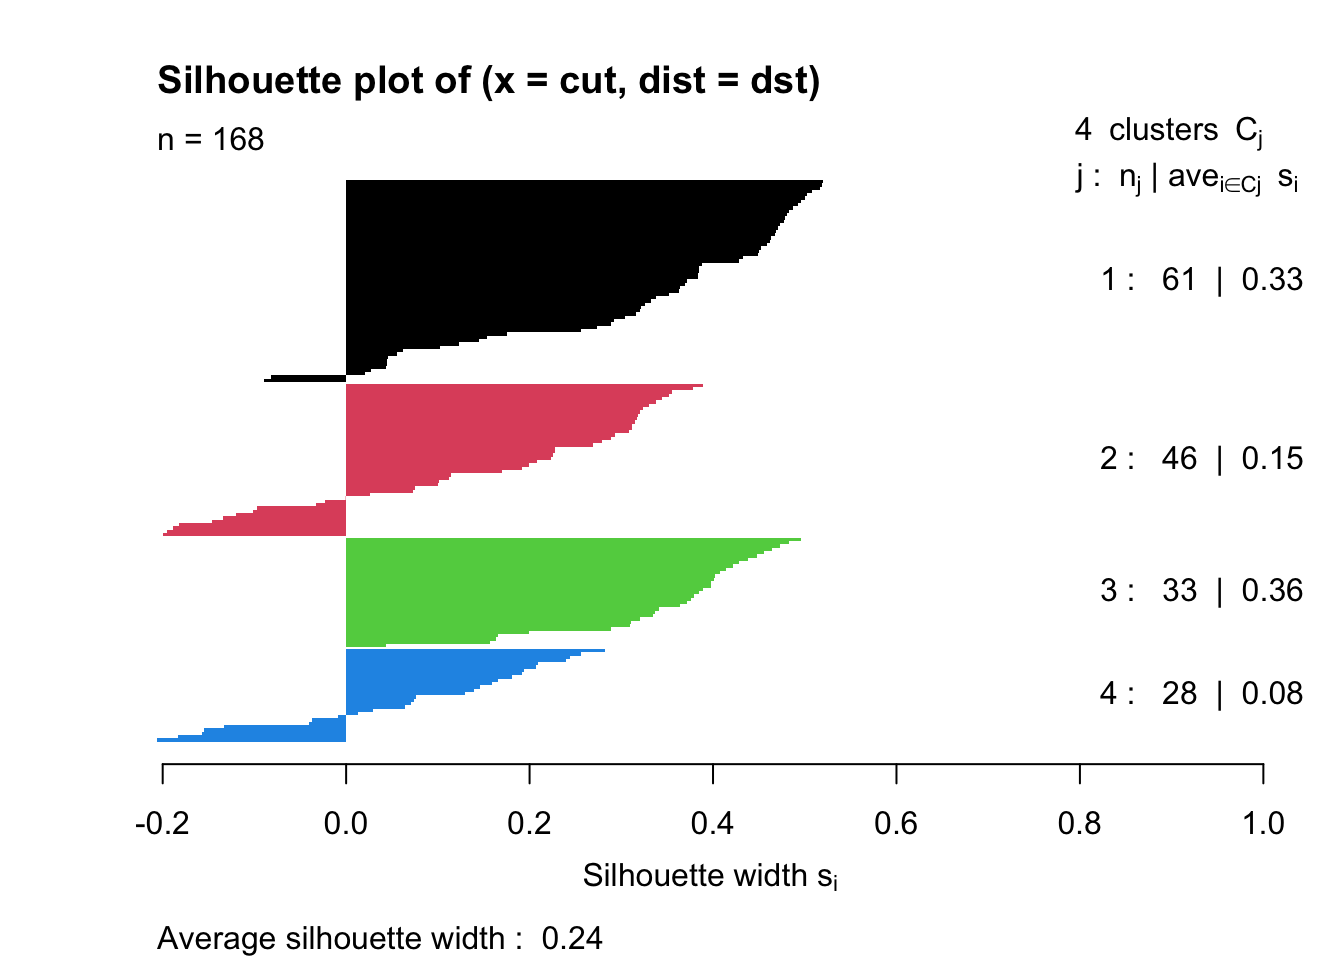 Silhouette plot of (x = cut, dist = dst)
n = 168
4 clusters Cj
j : nj | avei∈Cj si
1 : 61 | 0.33
2 : 46 | 0.15
3 : 33 | 0.36
4 : 28 | 0.08
-0.2 0.0 0.2 0.4 0.6 0.8 1.0
Silhouette width si
Average silhouette width : 0.24